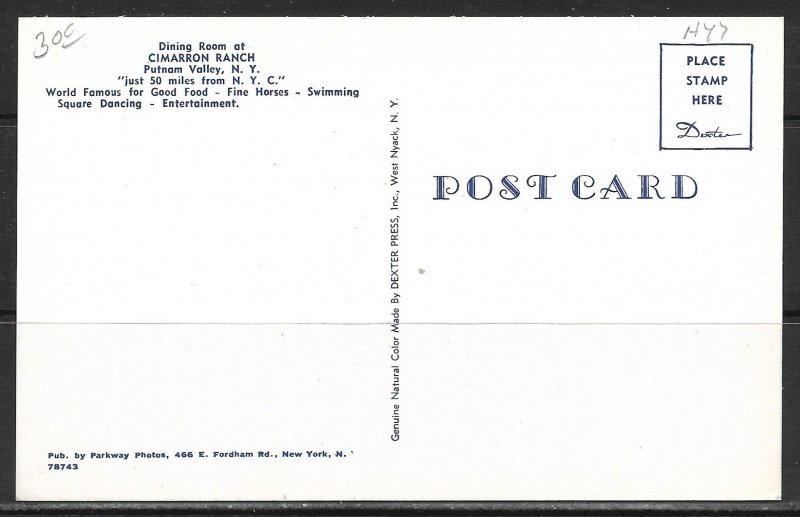 30c
Dining Room at
CIMARRON RANCH
Putnam Valley, N. Y.
"just 50 miles from N. Y. C."
World Famous for Good Food - Fine Horses - Swimming
Square Dancing - Entertainment.
Pub. by Parkway Photos, 466 E. Fordham Rd., New York, N.
78743
Genuine Natural Color Made By DEXTER PRESS, Inc., West Nyack, N. Y.
PLACE
STAMP
HERE
Dexter
POST CARD